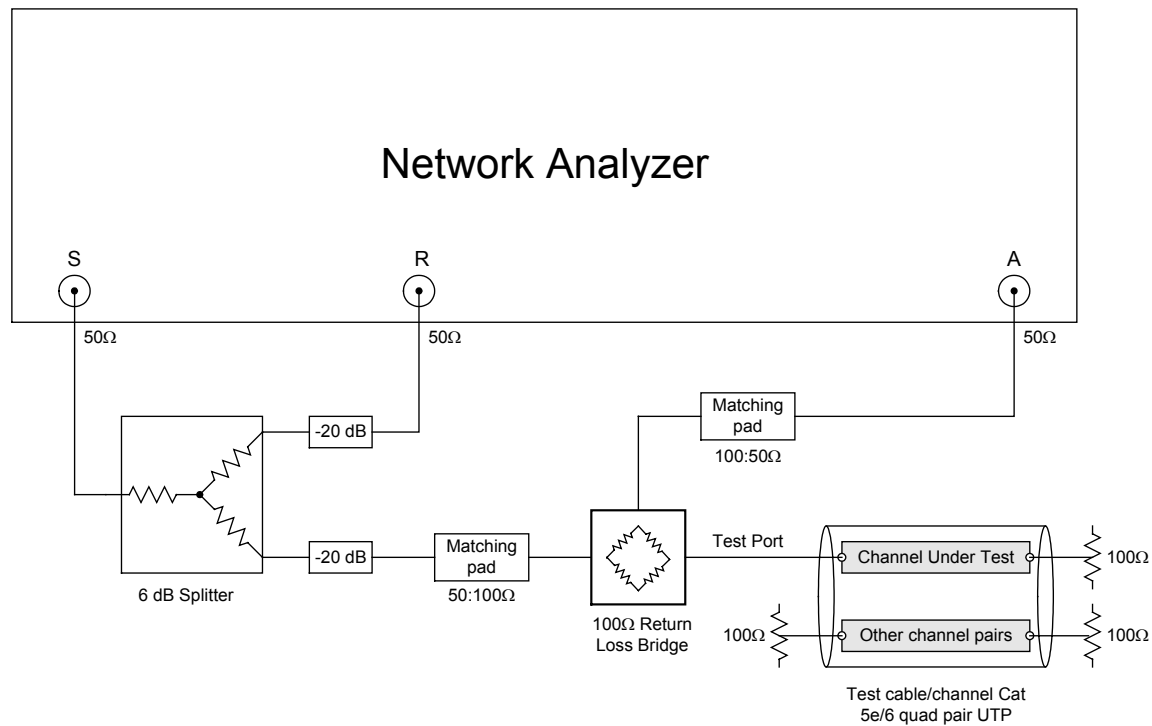 Network Analyzer
S
R
A
50Ω
50Ω
50Ω
-20 dB
Matching
pad
100:50Ω
-20 dB
Matching
pad
50:100Ω
6 dB Splitter
100Ω Return
Loss Bridge
Test Port
Channel Under Test
100Ω
100Ω
Other channel pairs
100Ω
Test cable/channel Cat
5e/6 quad pair UTP